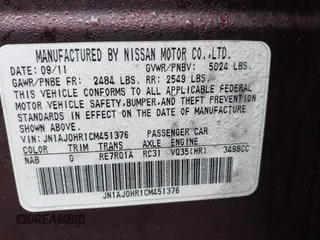 MANUFACTURED BY NISSAN MOTOR CO.,LTD.
DATE: 09/11 GVWR/PNBV: 5024 LBS.
GAWR/PNBE FR: 2484 LBS. RR: 2549 LBS.
THIS VEHICLE CONFORMS TO ALL APPLICABLE FEDERAL
MOTOR VEHICLE SAFETY, BUMPER, AND THEFT PREVENTION
STANDARDS IN EFFECT ON THE DATE OF MANUFACTURE
SHOWN ABOVE.
VIN: JN1AJ0HR1CM451376 PASSENGER CAR
COLOR TRIM TRANS AXLE ENGINE
NAB G RE7R01A RC31 VQ35(HR) 3498CC
JN1AJ0HR1CM451376
AUTOBIDMASTER